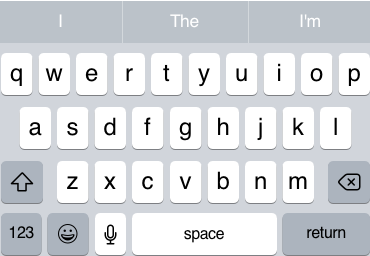 I The I'm
q w e r t y u i o p
a s d f g h j k l
z x c v b n m
123 space return